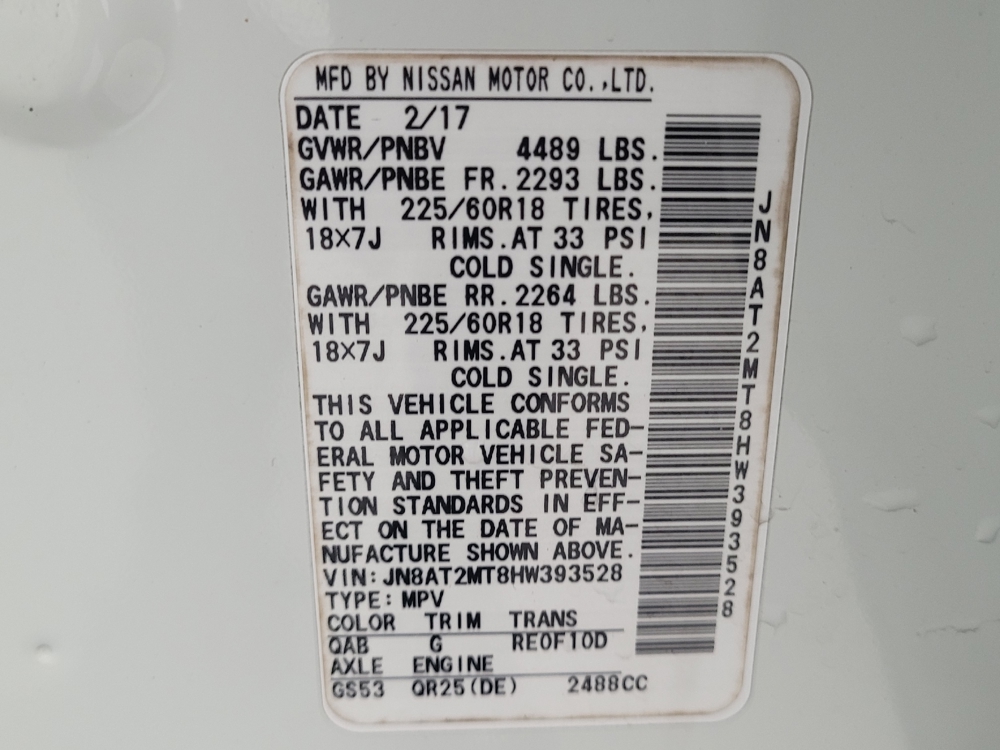 MFD BY NISSAN MOTOR CO.,LTD.
DATE 2/17
GVWR/PNBV 4489 LBS.
GAWR/PNBE FR.2293 LBS.
WITH 225/60R18 TIRES,
18×7J RIMS.AT 33 PSI
COLD SINGLE.
GAWR/PNBE RR.2264 LBS.
WITH 225/60R18 TIRES,
18×7J RIMS.AT 33 PSI
COLD SINGLE.
THIS VEHICLE CONFORMS
TO ALL APPLICABLE FED-
ERAL MOTOR VEHICLE SA-
FETY AND THEFT PREVEN-
TION STANDARDS IN EFF-
ECT ON THE DATE OF MA-
NUFACTURE SHOWN ABOVE.
VIN:JN8AT2MT8HW393528
TYPE:MPV
COLOR TRIM TRANS
QAB G RE0F10D
AXLE ENGINE
GS53 QR25(DE) 2488CC
JN8AT2MT8HW393528